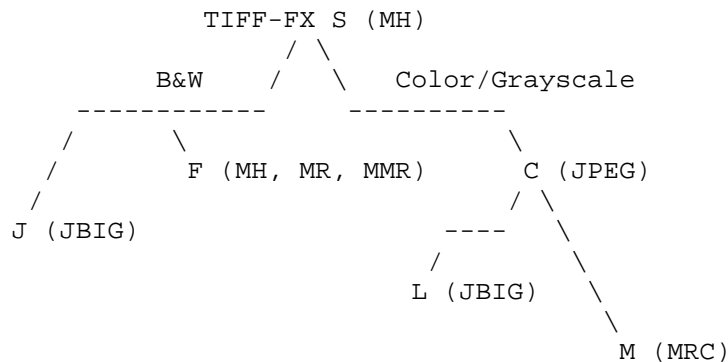 TIFF-FX S (MH)
B&W Color/Grayscale
F (MH, MR, MMR) C (JPEG)
J (JBIG)
L (JBIG)
M (MRC)